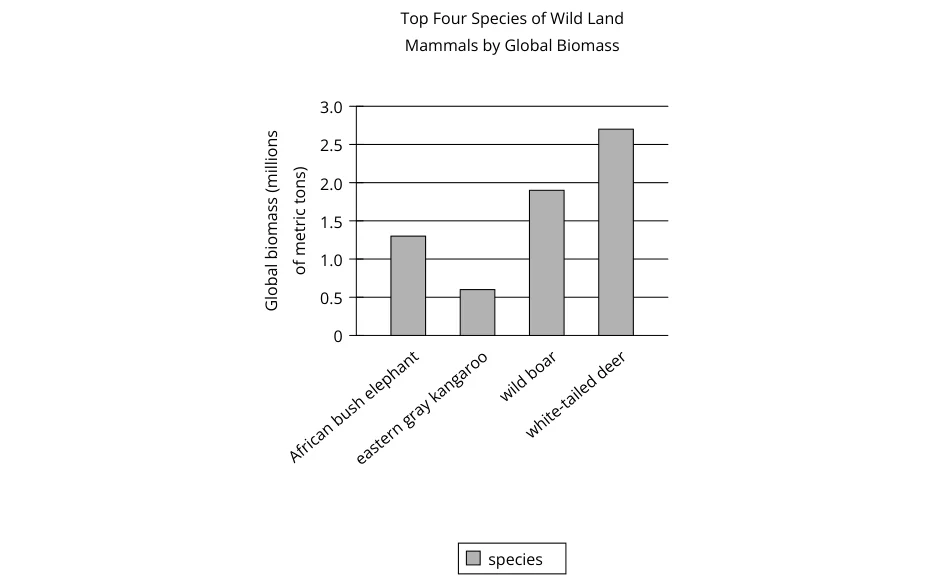 Top Four Species of Wild Land
Mammals by Global Biomass
Global biomass (millions
of metric tons)
3.0
2.5
2.0
1.5
1.0
0.5
0
African bush elephant
eastern gray kangaroo
wild boar
white-tailed deer
species